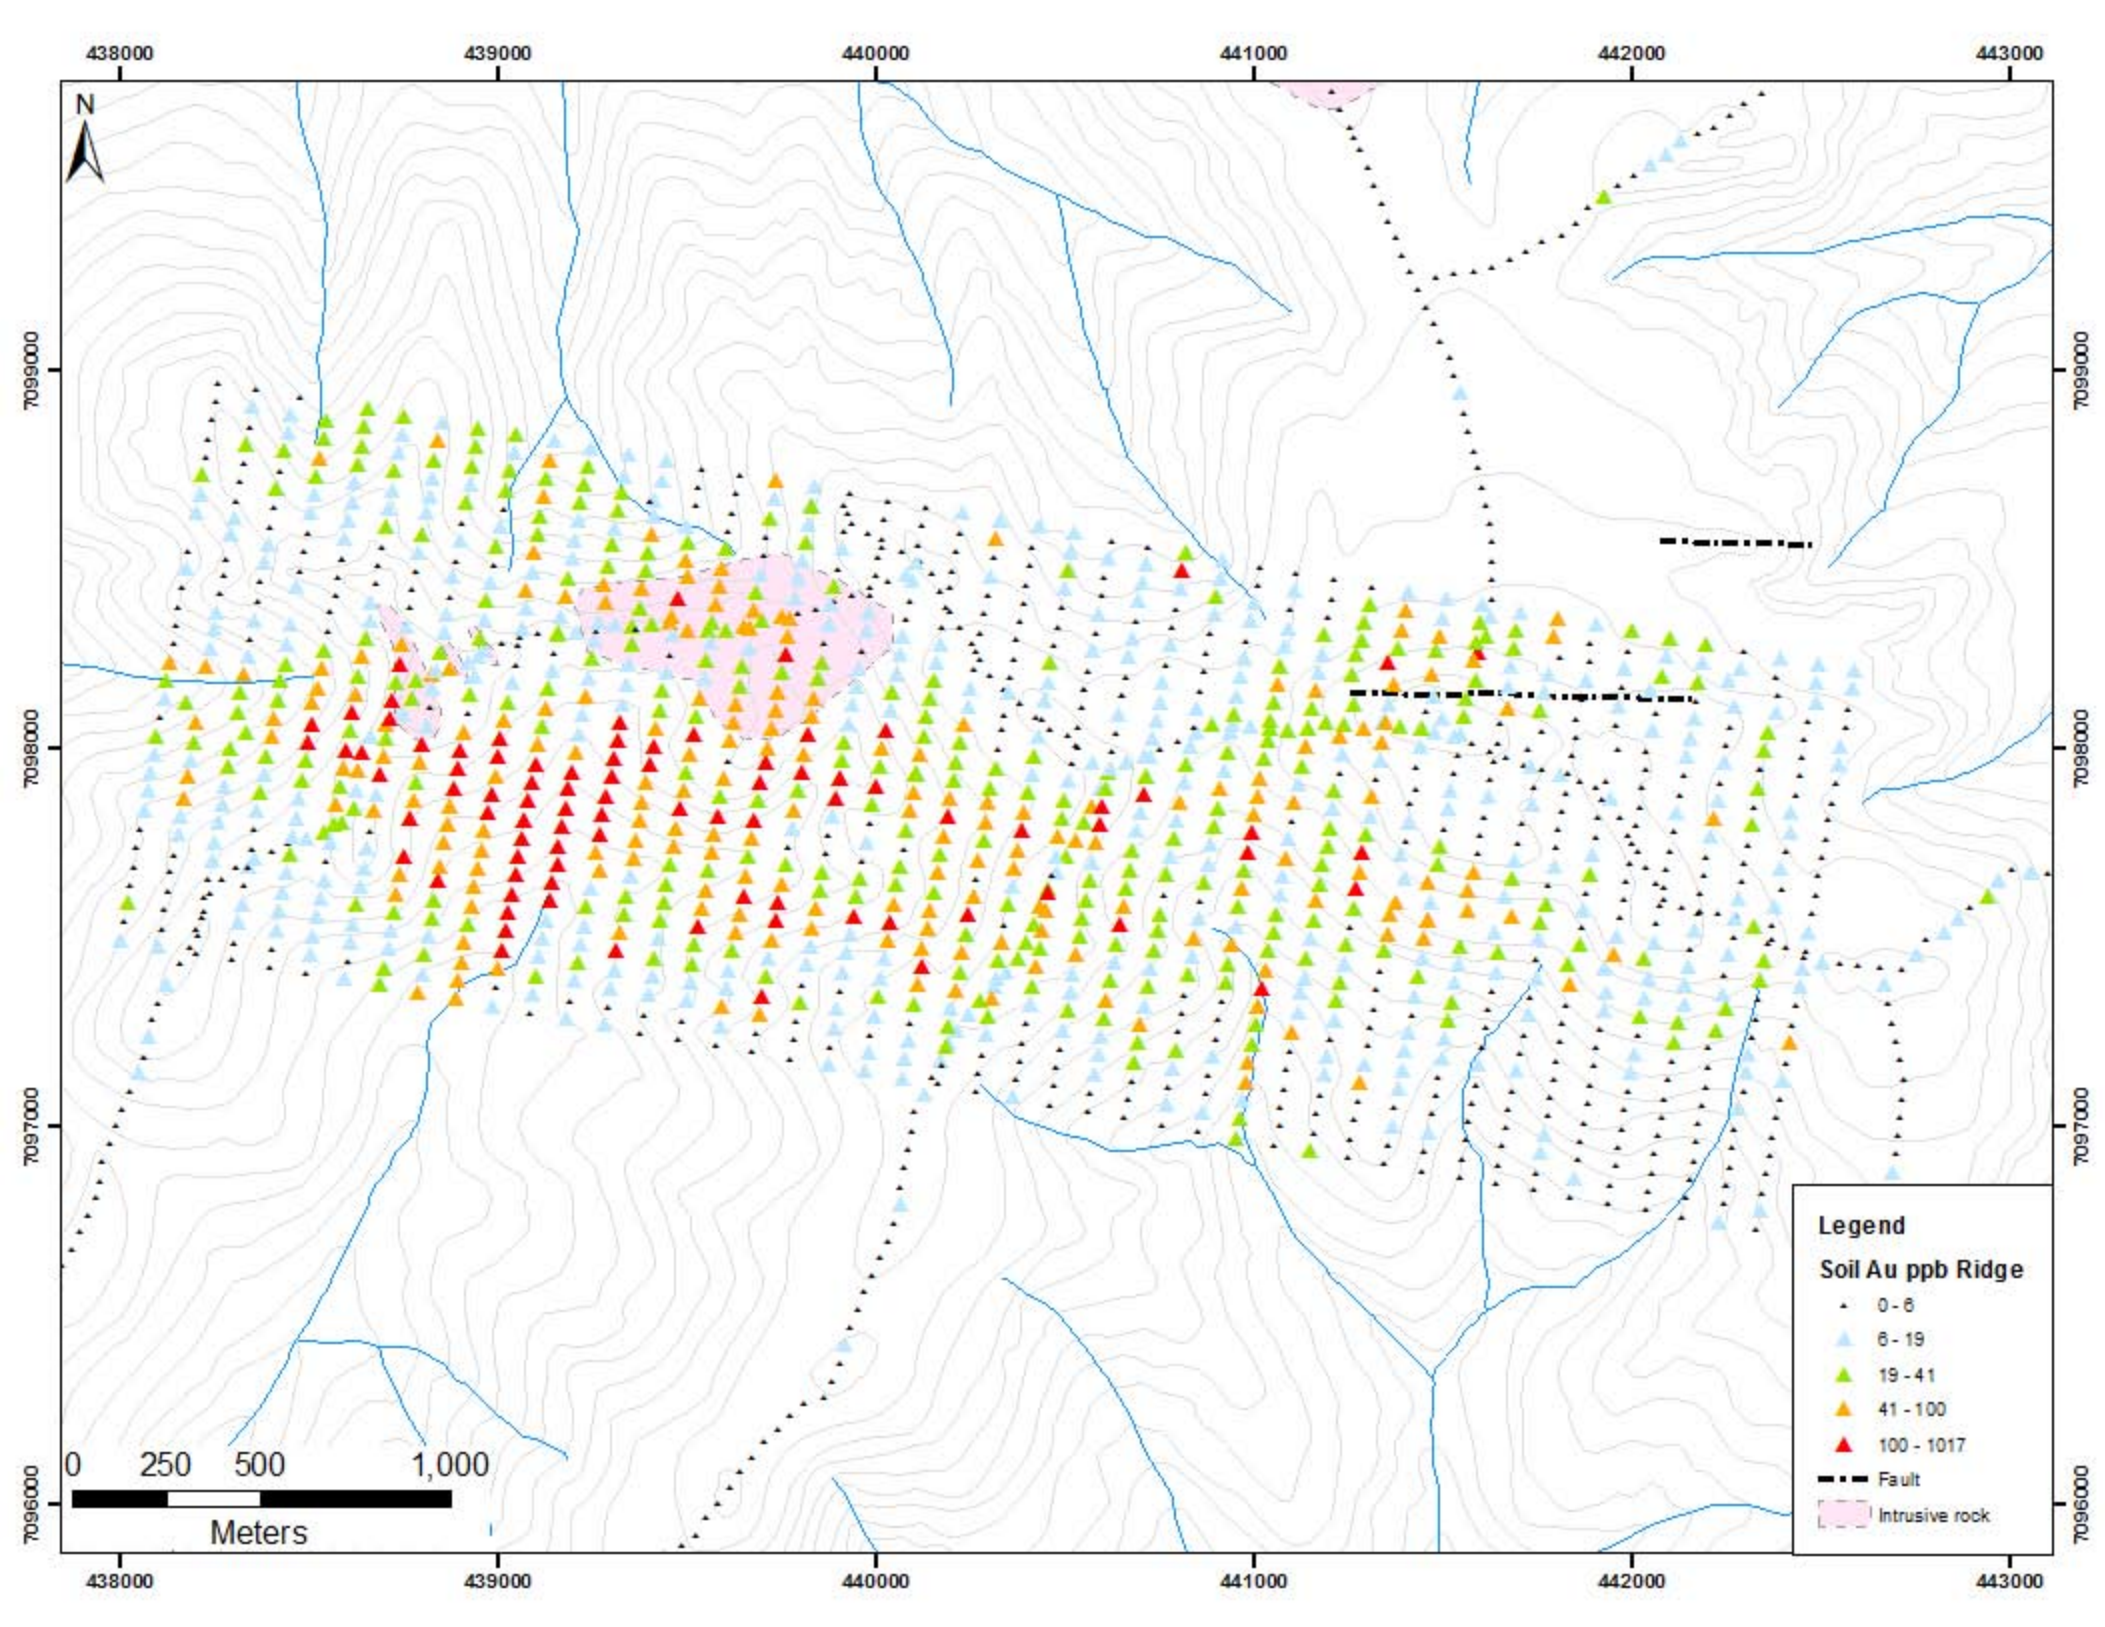 438000 439000 440000 441000 442000 443000
N
7099000 7099000
7098000 7098000
7097000 7097000
Legend
Soil Au ppb Ridge
0 - 6
6 - 19
19 - 41
41 - 100
100 - 1017
Fault
Intrusive rock
0 250 500 1,000
Meters
7096000 7096000
438000 439000 440000 441000 442000 443000